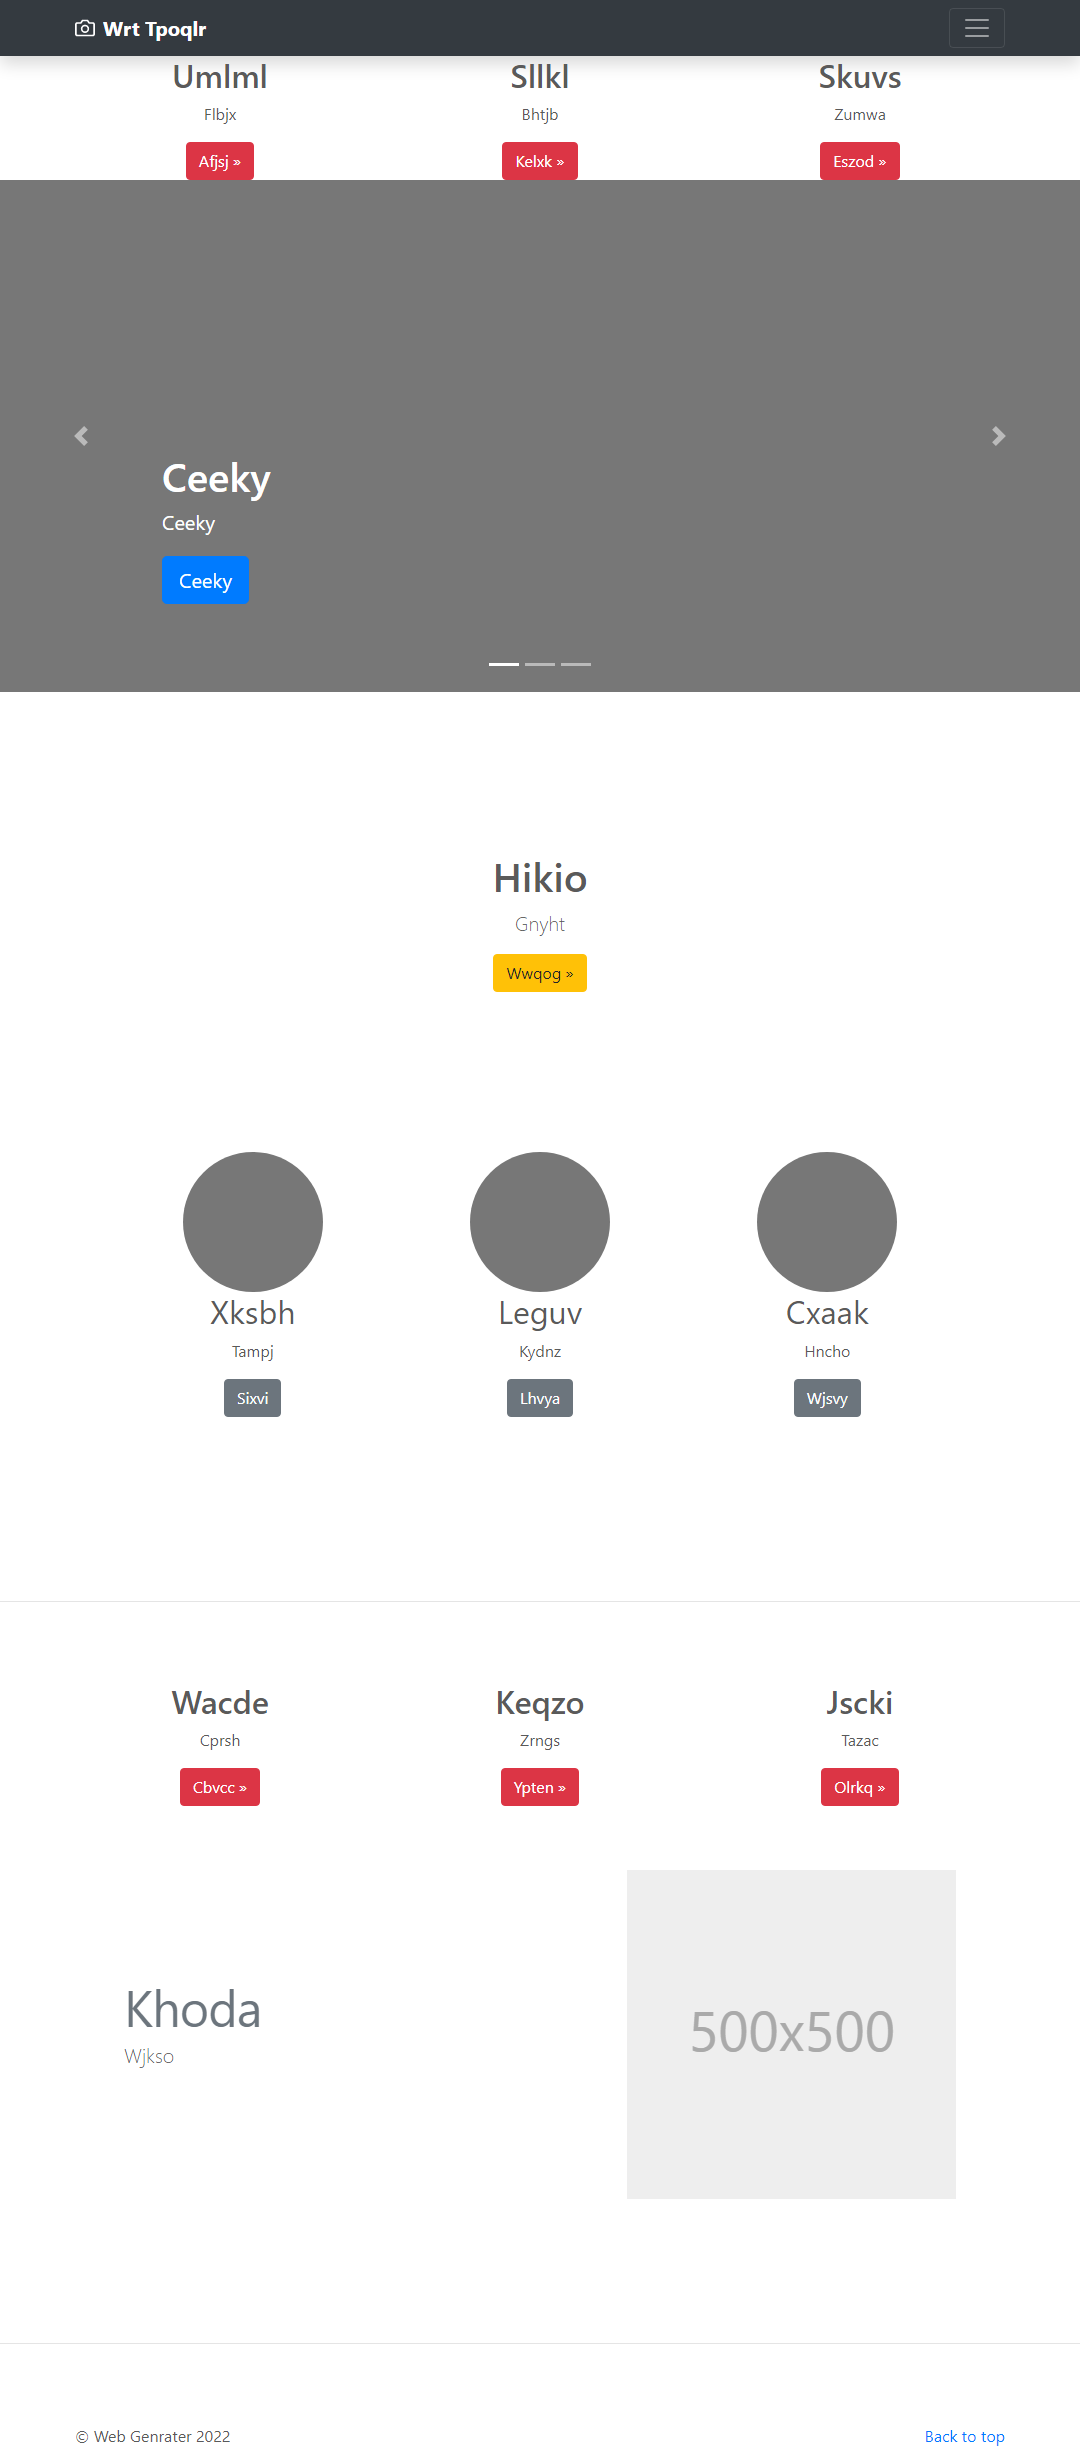 Wrt Tpoqlr
Umlml Sllkl Skuvs
Flbjx Bhtjb Zumwa
Afjsj » Kelxk » Eszod »
Ceeky
Ceeky
Ceeky
Hikio
Gnyht
Wwqog »
Xksbh Leguv Cxaak
Tampj Kydnz Hncho
Sixvi Lhvya Wjsvy
Wacde Keqzo Jscki
Cprsh Zrngs Tazac
Cbvcc » Ypten » Olrkq »
Khoda
Wjkso
500x500
© Web Genrater 2022 Back to top